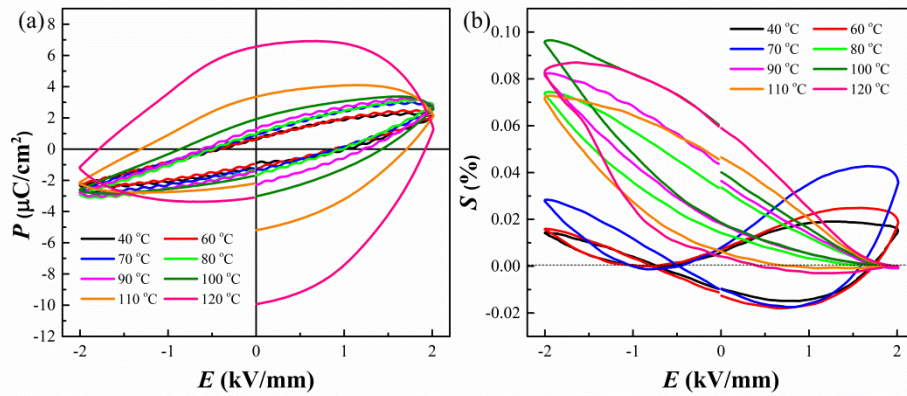 (a)
8
6
4
2
0
-2
-4
-6
-8
-10
-12
P (μC/cm²)
40 °C 60 °C
70 °C 80 °C
90 °C 100 °C
110 °C 120 °C
-2 -1 0 1 2
E (kV/mm)
(b)
0.10
0.08
0.06
0.04
0.02
0.00
-0.02
S (%)
40 °C 60 °C
70 °C 80 °C
90 °C 100 °C
110 °C 120 °C
-2 -1 0 1 2
E (kV/mm)